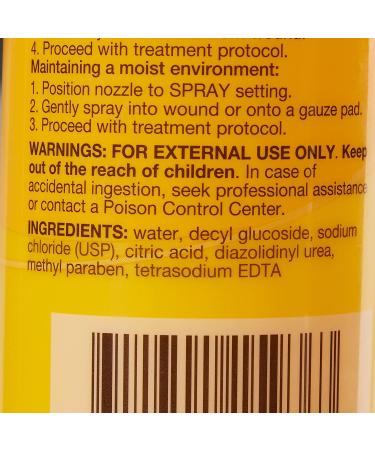 4. Proceed with treatment protocol.
Maintaining a moist environment:
1. Position nozzle to SPRAY setting.
2. Gently spray into wound or onto a gauze pad.
3. Proceed with treatment protocol.
WARNINGS: FOR EXTERNAL USE ONLY. Keep
out of the reach of children. In case of
accidental ingestion, seek professional assistance
or contact a Poison Control Center.
INGREDIENTS: water, decyl glucoside, sodium
chloride (USP), citric acid, diazolidinyl urea,
methyl paraben, tetrasodium EDTA